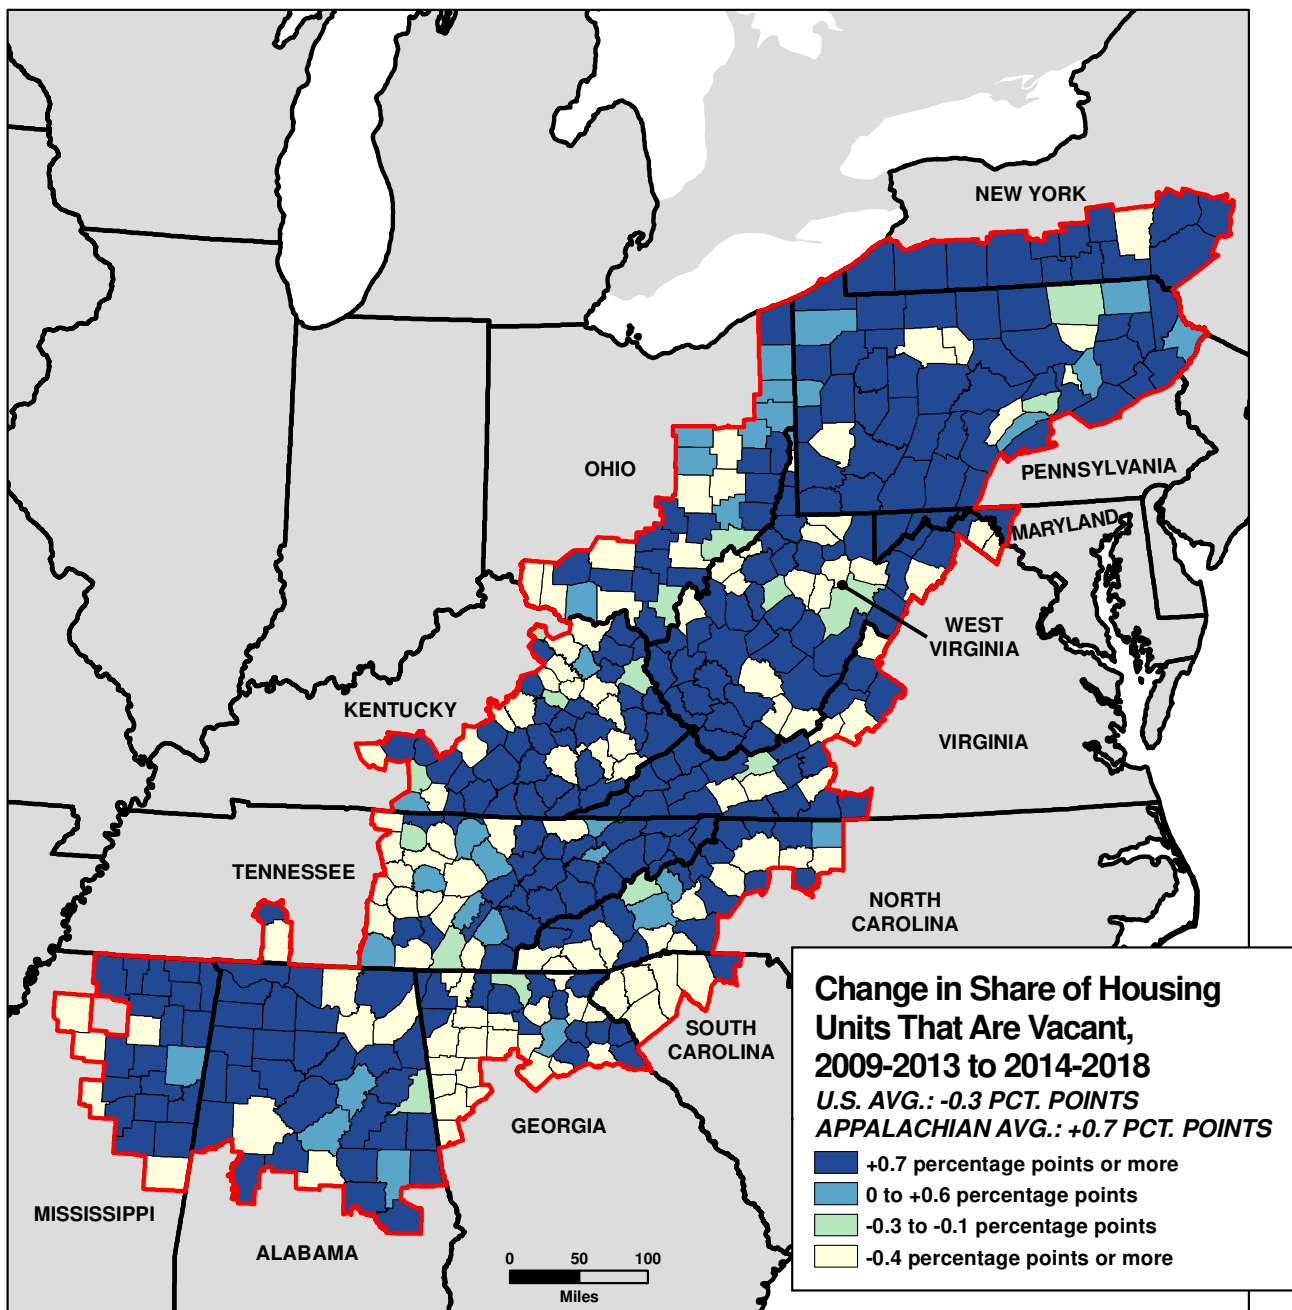 NEW YORK
OHIO
PENNSYLVANIA
MARYLAND
WEST
VIRGINIA
KENTUCKY
VIRGINIA
TENNESSEE
NORTH
CAROLINA
SOUTH
CAROLINA
GEORGIA
MISSISSIPPI
ALABAMA
0 50 100
Miles
Change in Share of Housing
Units That Are Vacant,
2009-2013 to 2014-2018
U.S. AVG.: -0.3 PCT. POINTS
APPALACHIAN AVG.: +0.7 PCT. POINTS
+0.7 percentage points or more
0 to +0.6 percentage points
-0.3 to -0.1 percentage points
-0.4 percentage points or more